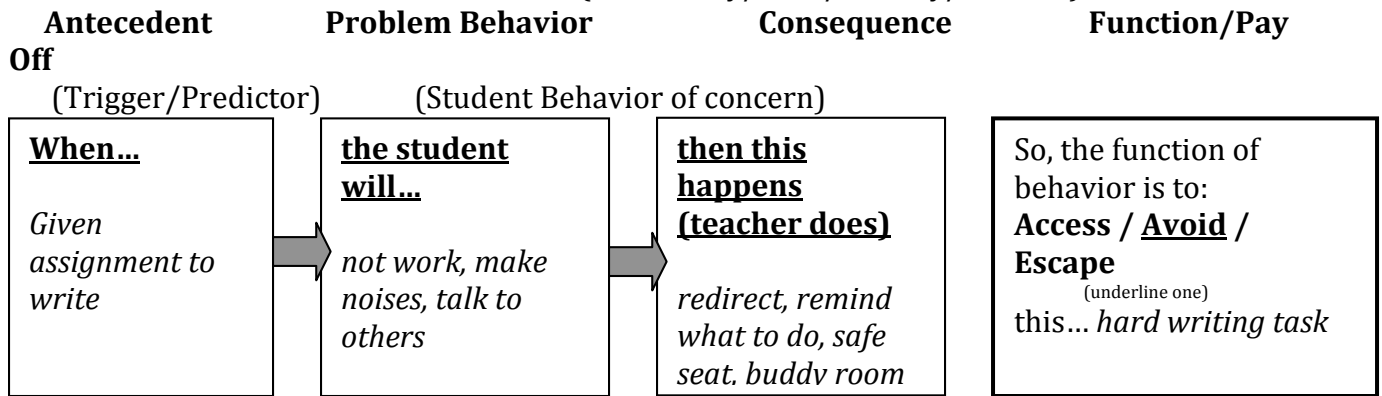 Antecedent Problem Behavior Consequence Function/Pay
Off
(Trigger/Predictor) (Student Behavior of concern)
When…
Given
assignment to
write
the student
will…
not work, make
noises, talk to
others
then this
happens
(teacher does)
redirect, remind
what to do, safe
seat, buddy room
So, the function of
behavior is to:
Access / Avoid /
Escape
(underline one)
this… hard writing task